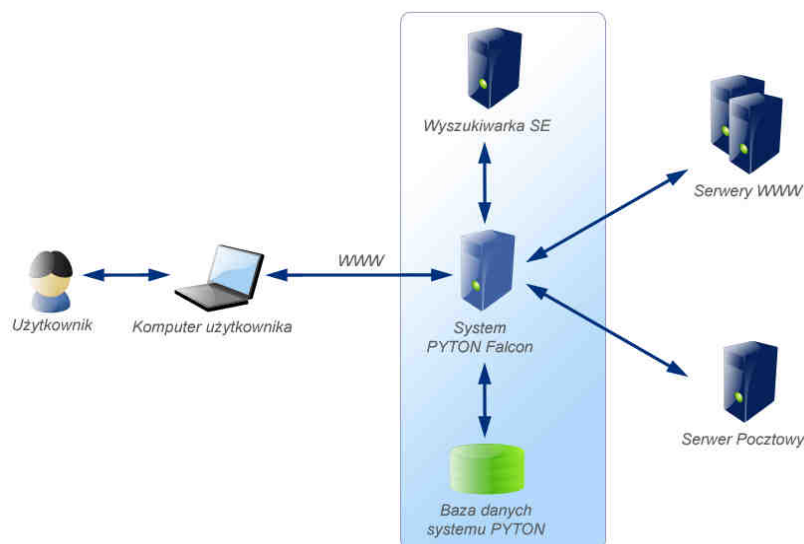 Wyszukiwarka SE
Serwery WWW
WWW
Użytkownik
Komputer użytkownika
System
PYTON Falcon
Serwer Pocztowy
Baza danych
systemu PYTON